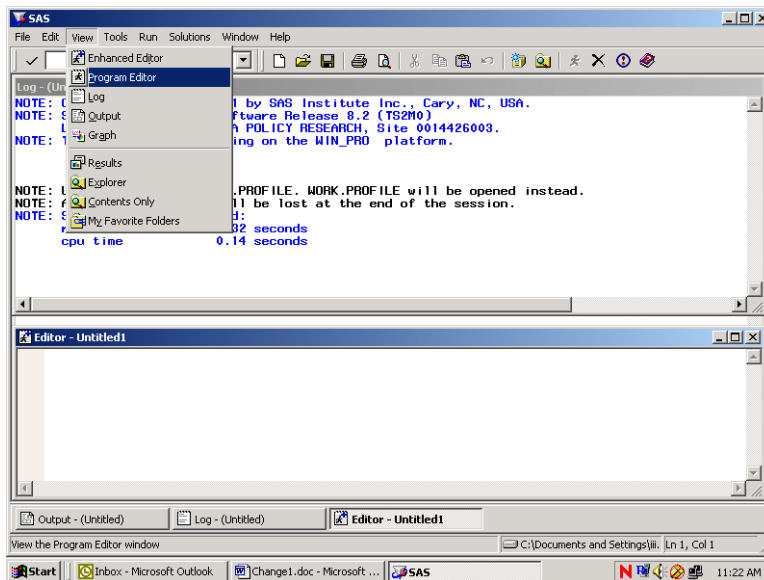 SAS
File Edit View Tools Run Solutions Window Help
Enhanced Editor
Program Editor
Log
Output
Graph
Results
Explorer
Contents Only
My Favorite Folders
Log - (Un
NOTE: 1 by SAS Institute Inc., Cary, NC, USA.
NOTE: S ftware Release 8.2 (TS2M0)
L A POLICY RESEARCH, Site 0014426003.
NOTE: T ing on the WIN_PRO platform.
NOTE: U .PROFILE. WORK.PROFILE will be opened instead.
NOTE: A ll be lost at the end of the session.
NOTE: S d:
r 32 seconds
cpu time 0.14 seconds
Editor - Untitled1
Output - (Untitled) Log - (Untitled) Editor - Untitled1
View the Program Editor window C:\Documents and Settings\iii. Ln 1, Col 1
Start Inbox - Microsoft Outlook Change1.doc - Microsoft ... SAS N 11:22 AM